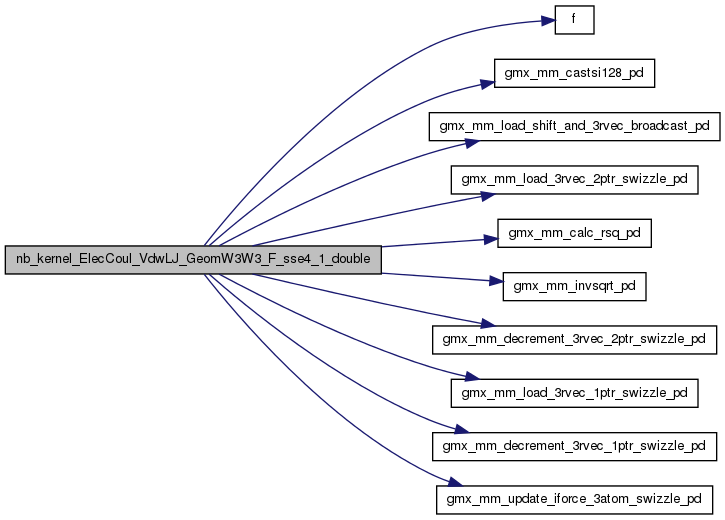 f
gmx_mm_castsi128_pd
gmx_mm_load_shift_and_3rvec_broadcast_pd
gmx_mm_load_3rvec_2ptr_swizzle_pd
gmx_mm_calc_rsq_pd
nb_kernel_ElecCoul_VdwLJ_GeomW3W3_F_sse4_1_double
gmx_mm_invsqrt_pd
gmx_mm_decrement_3rvec_2ptr_swizzle_pd
gmx_mm_load_3rvec_1ptr_swizzle_pd
gmx_mm_decrement_3rvec_1ptr_swizzle_pd
gmx_mm_update_iforce_3atom_swizzle_pd